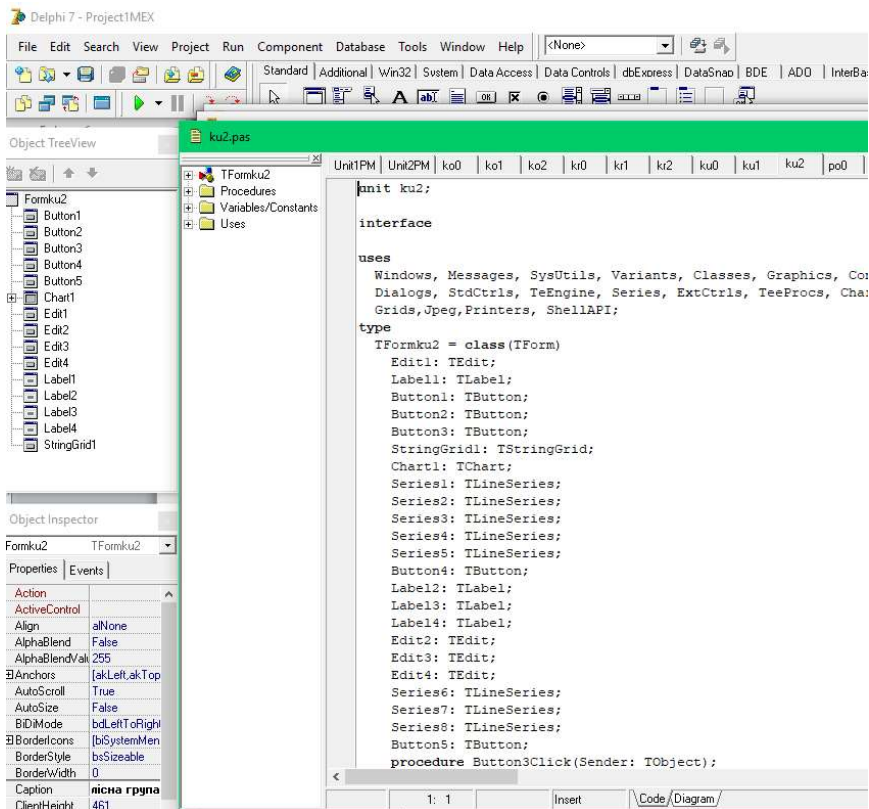 Delphi 7 - Project1MEX
File Edit Search View Project Run Component Database Tools Window Help <None>
Standard Additional Win32 System Data Access Data Controls dbExpress DataSnap BDE ADO InterBa
Object TreeView
Formku2
Button1
Button2
Button3
Button4
Button5
Chart1
Edit1
Edit2
Edit3
Edit4
Label1
Label2
Label3
Label4
StringGrid1
Object Inspector
Formku2 TFormku2
Properties Events
Action
ActiveControl
Align alNone
AlphaBlend False
AlphaBlendVal 255
Anchors [akLeft,akTop
AutoScroll True
AutoSize False
BiDiMode bdLeftToRigh
BorderIcons [biSystemMen
BorderStyle bsSizeable
BorderWidth 0
Caption лісна група
ClientHeight 461
ku2.pas
TFormku2
Procedures
Variables/Constants
Uses
Unit1PM Unit2PM ko0 ko1 ko2 kr0 kr1 kr2 ku0 ku1 ku2 po0
unit ku2;
interface
uses
Windows, Messages, SysUtils, Variants, Classes, Graphics, Con
Dialogs, StdCtrls, TeEngine, Series, ExtCtrls, TeeProcs, Cha
Grids,Jpeg,Printers, ShellAPI;
type
TFormku2 = class(TForm)
Edit1: TEdit;
Label1: TLabel;
Button1: TButton;
Button2: TButton;
Button3: TButton;
StringGrid1: TStringGrid;
Chart1: TChart;
Series1: TLineSeries;
Series2: TLineSeries;
Series3: TLineSeries;
Series4: TLineSeries;
Series5: TLineSeries;
Button4: TButton;
Label2: TLabel;
Label3: TLabel;
Label4: TLabel;
Edit2: TEdit;
Edit3: TEdit;
Edit4: TEdit;
Series6: TLineSeries;
Series7: TLineSeries;
Series8: TLineSeries;
Button5: TButton;
procedure Button3Click(Sender: TObject);
1: 1 Insert Code Diagram